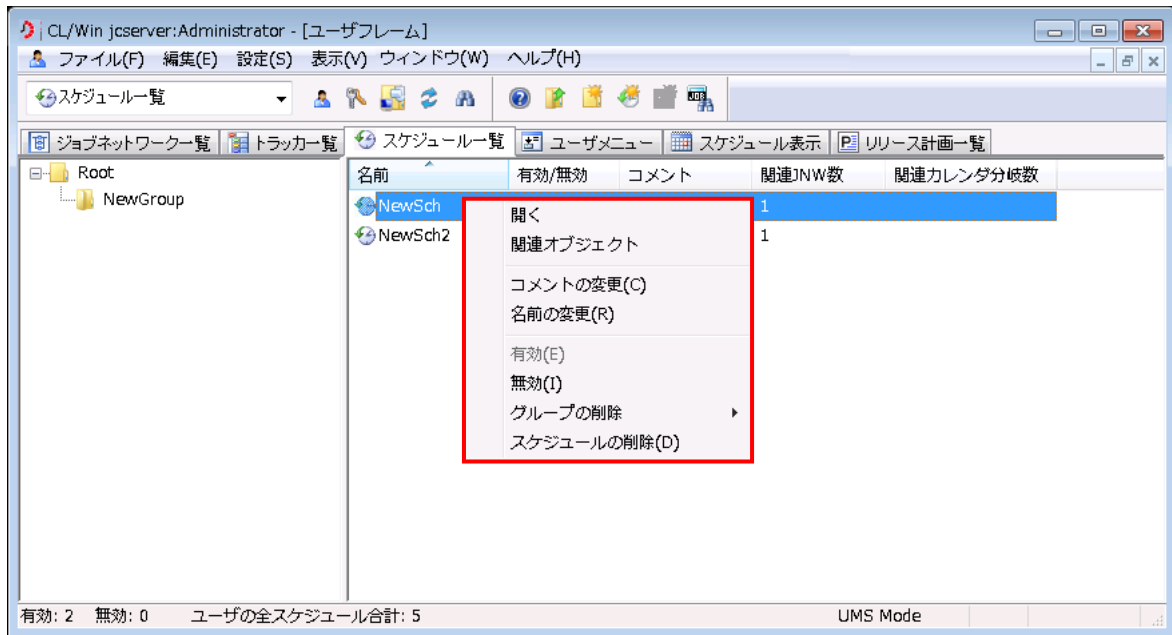 CL/Win jcserver:Administrator - [ユーザフレーム]
ファイル(F) 編集(E) 設定(S) 表示(V) ウィンドウ(W) ヘルプ(H)
スケジュール一覧
ジョブネットワーク一覧 トラッカ一覧 スケジュール一覧 ユーザメニュー スケジュール表示 リリース計画一覧
Root
NewGroup
名前 有効/無効 コメント 関連JNW数 関連カレンダ分岐数
NewSch 1
NewSch2 1
開く
関連オブジェクト
コメントの変更(C)
名前の変更(R)
有効(E)
無効(I)
グループの削除
スケジュールの削除(D)
有効: 2 無効: 0 ユーザの全スケジュール合計: 5 UMS Mode